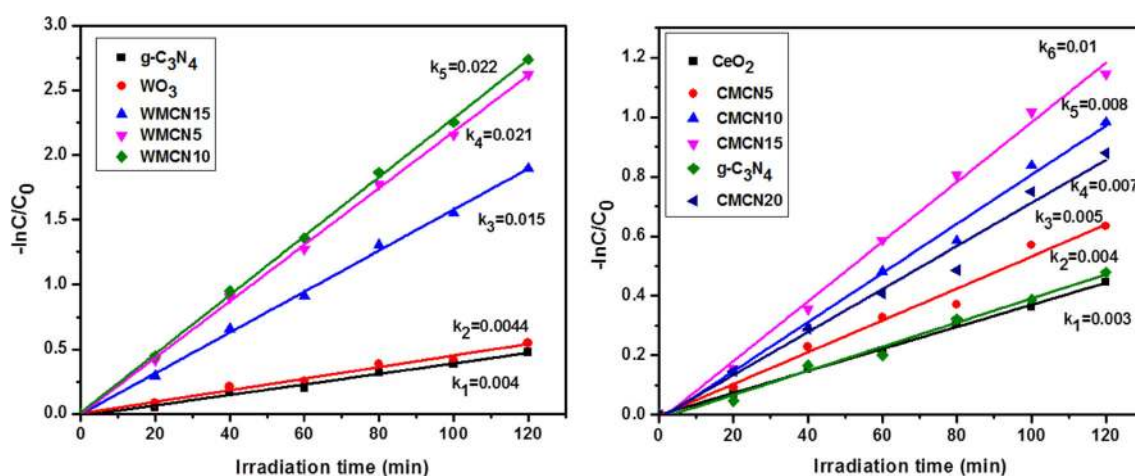 3.0
2.5
2.0
1.5
1.0
0.5
0.0
-lnC/C₀
g-C₃N₄
WO₃
WMCN15
WMCN5
WMCN10
k₅=0.022
k₄=0.021
k₃=0.015
k₂=0.0044
k₁=0.004
0 20 40 60 80 100 120
Irradiation time (min)
1.2
1.0
0.8
0.6
0.4
0.2
0.0
-lnC/C₀
CeO₂
CMCN5
CMCN10
CMCN15
g-C₃N₄
CMCN20
k₆=0.01
k₅=0.008
k₄=0.007
k₃=0.005
k₂=0.004
k₁=0.003
0 20 40 60 80 100 120
Irradiation time (min)